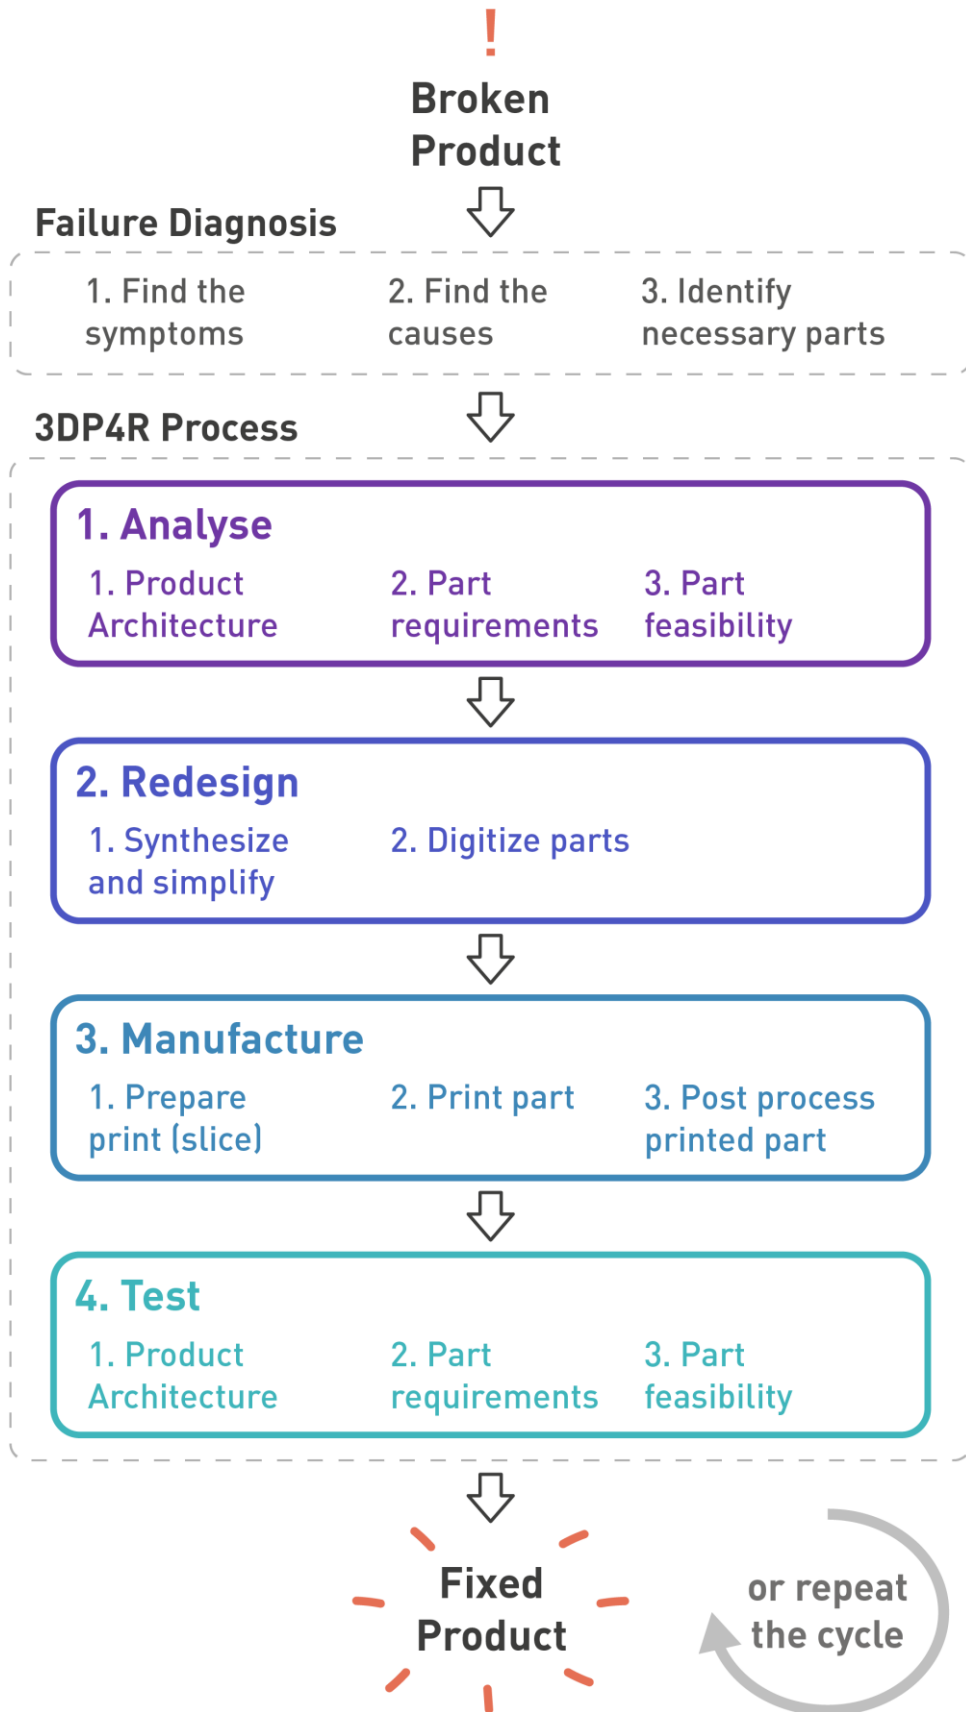 !
Broken
Product
Failure Diagnosis
1. Find the
symptoms
2. Find the
causes
3. Identify
necessary parts
3DP4R Process
1. Analyse
1. Product
Architecture
2. Part
requirements
3. Part
feasibility
2. Redesign
1. Synthesize
and simplify
2. Digitize parts
3. Manufacture
1. Prepare
print (slice)
2. Print part
3. Post process
printed part
4. Test
1. Product
Architecture
2. Part
requirements
3. Part
feasibility
Fixed
Product
or repeat
the cycle